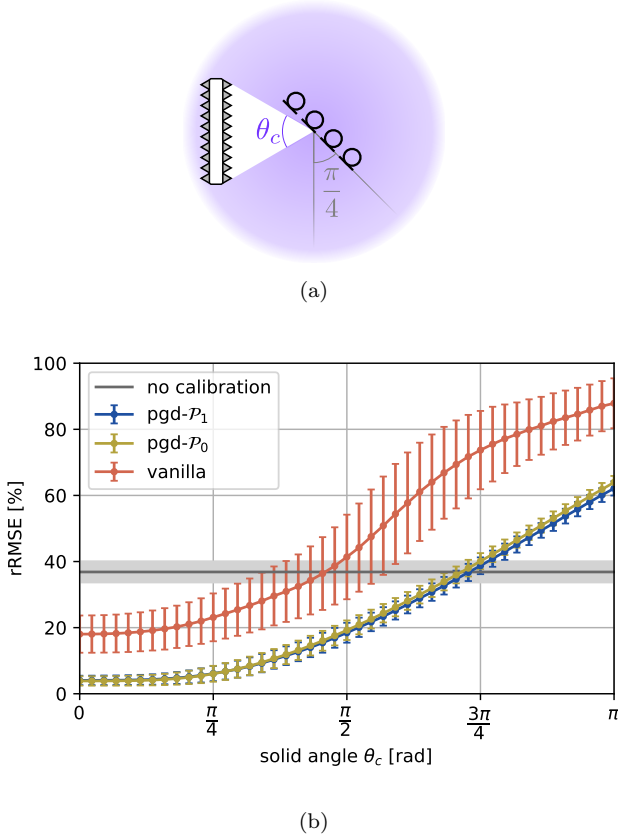 θc
π/4
(a)
100
80
60
40
20
0
rRMSE [%]
no calibration
pgd-𝒫₁
pgd-𝒫₀
vanilla
0 π/4 π/2 3π/4 π
solid angle θc [rad]
(b)